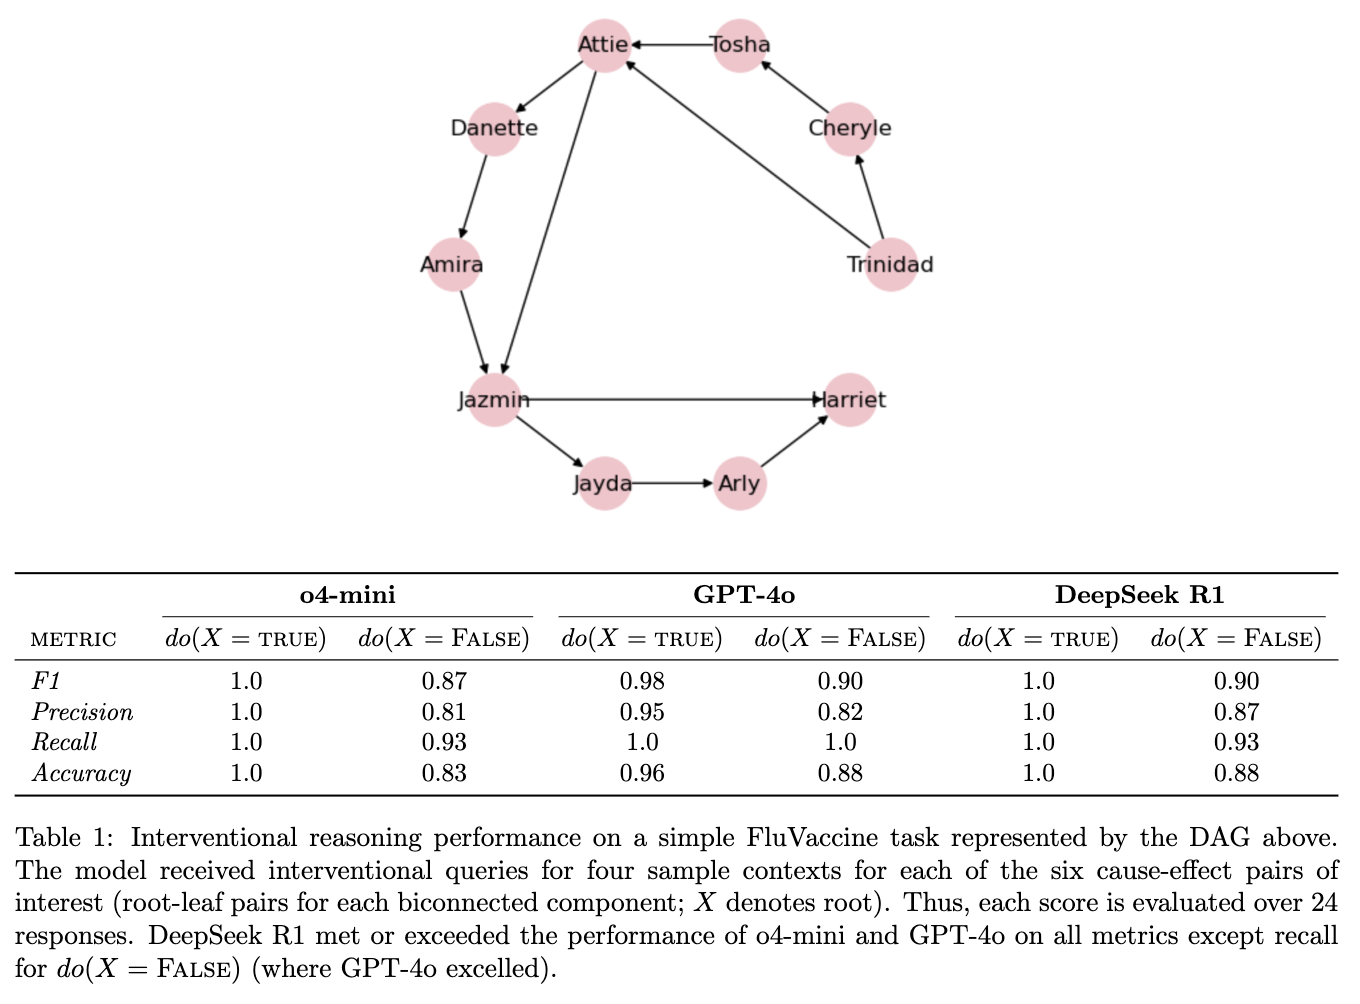 Attie
Tosha
Danette
Cheryle
Amira
Trinidad
Jazmin
Harriet
Jayda
Arly
o4-mini GPT-4o DeepSeek R1
METRIC do(X = TRUE) do(X = FALSE) do(X = TRUE) do(X = FALSE) do(X = TRUE) do(X = FALSE)
F1 1.0 0.87 0.98 0.90 1.0 0.90
Precision 1.0 0.81 0.95 0.82 1.0 0.87
Recall 1.0 0.93 1.0 1.0 1.0 0.93
Accuracy 1.0 0.83 0.96 0.88 1.0 0.88
Table 1: Interventional reasoning performance on a simple FluVaccine task represented by the DAG above.
The model received interventional queries for four sample contexts for each of the six cause-effect pairs of
interest (root-leaf pairs for each biconnected component; X denotes root). Thus, each score is evaluated over 24
responses. DeepSeek R1 met or exceeded the performance of o4-mini and GPT-4o on all metrics except recall
for do(X = FALSE) (where GPT-4o excelled).